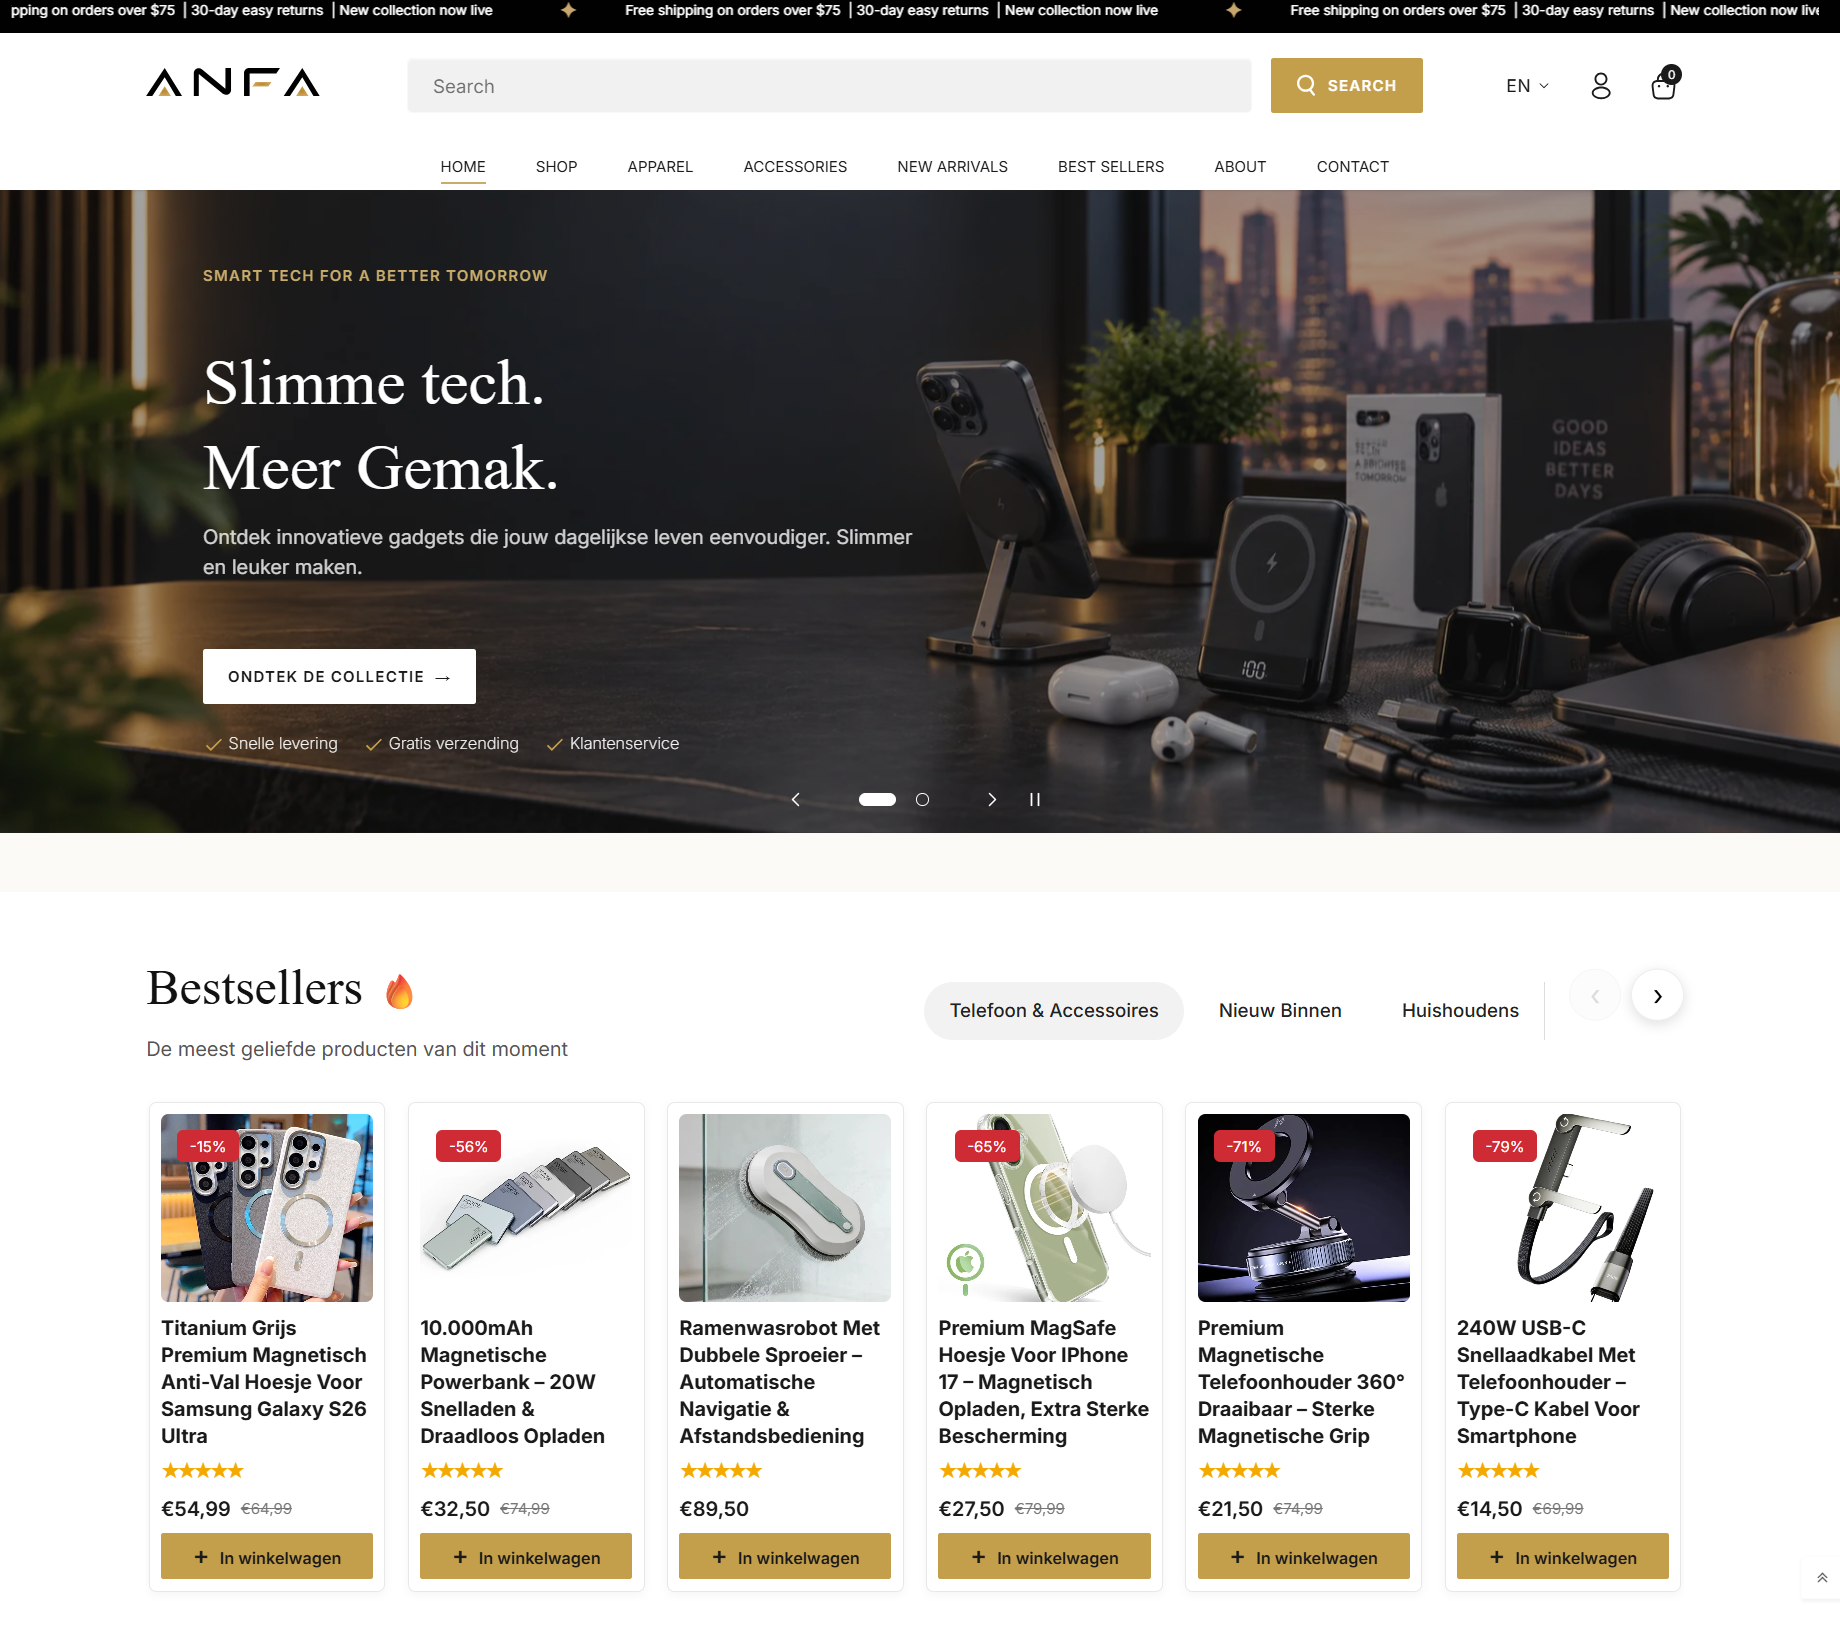 pping on orders over $75 | 30-day easy returns | New collection now live
Free shipping on orders over $75 | 30-day easy returns | New collection now live
Free shipping on orders over $75 | 30-day easy returns | New collection now live
ANFA
Search
SEARCH
EN
0
HOME
SHOP
APPAREL
ACCESSORIES
NEW ARRIVALS
BEST SELLERS
ABOUT
CONTACT
SMART TECH FOR A BETTER TOMORROW
Slimme tech.
Meer Gemak.
Ontdek innovatieve gadgets die jouw dagelijkse leven eenvoudiger. Slimmer
en leuker maken.
ONDTEK DE COLLECTIE →
Snelle levering
Gratis verzending
Klantenservice
A BRIGHTER
TOMORROW
GOOD
IDEAS
BETTER
DAYS
100
Bestsellers 🔥
De meest geliefde producten van dit moment
Telefoon & Accessoires
Nieuw Binnen
Huishoudens
-15%
Titanium Grijs
Premium Magnetisch
Anti-Val Hoesje Voor
Samsung Galaxy S26
Ultra
★★★★★
€54,99 €64,99
+ In winkelwagen
-56%
10.000mAh
Magnetische
Powerbank – 20W
Snelladen &
Draadloos Opladen
★★★★★
€32,50 €74,99
+ In winkelwagen
Ramenwasrobot Met
Dubbele Sproeier –
Automatische
Navigatie &
Afstandsbediening
★★★★★
€89,50
+ In winkelwagen
-65%
Premium MagSafe
Hoesje Voor IPhone
17 – Magnetisch
Opladen, Extra Sterke
Bescherming
★★★★★
€27,50 €79,99
+ In winkelwagen
-71%
Premium
Magnetische
Telefoonhouder 360°
Draaibaar – Sterke
Magnetische Grip
★★★★★
€21,50 €74,99
+ In winkelwagen
-79%
240W USB-C
Snellaadkabel Met
Telefoonhouder –
Type-C Kabel Voor
Smartphone
★★★★★
€14,50 €69,99
+ In winkelwagen